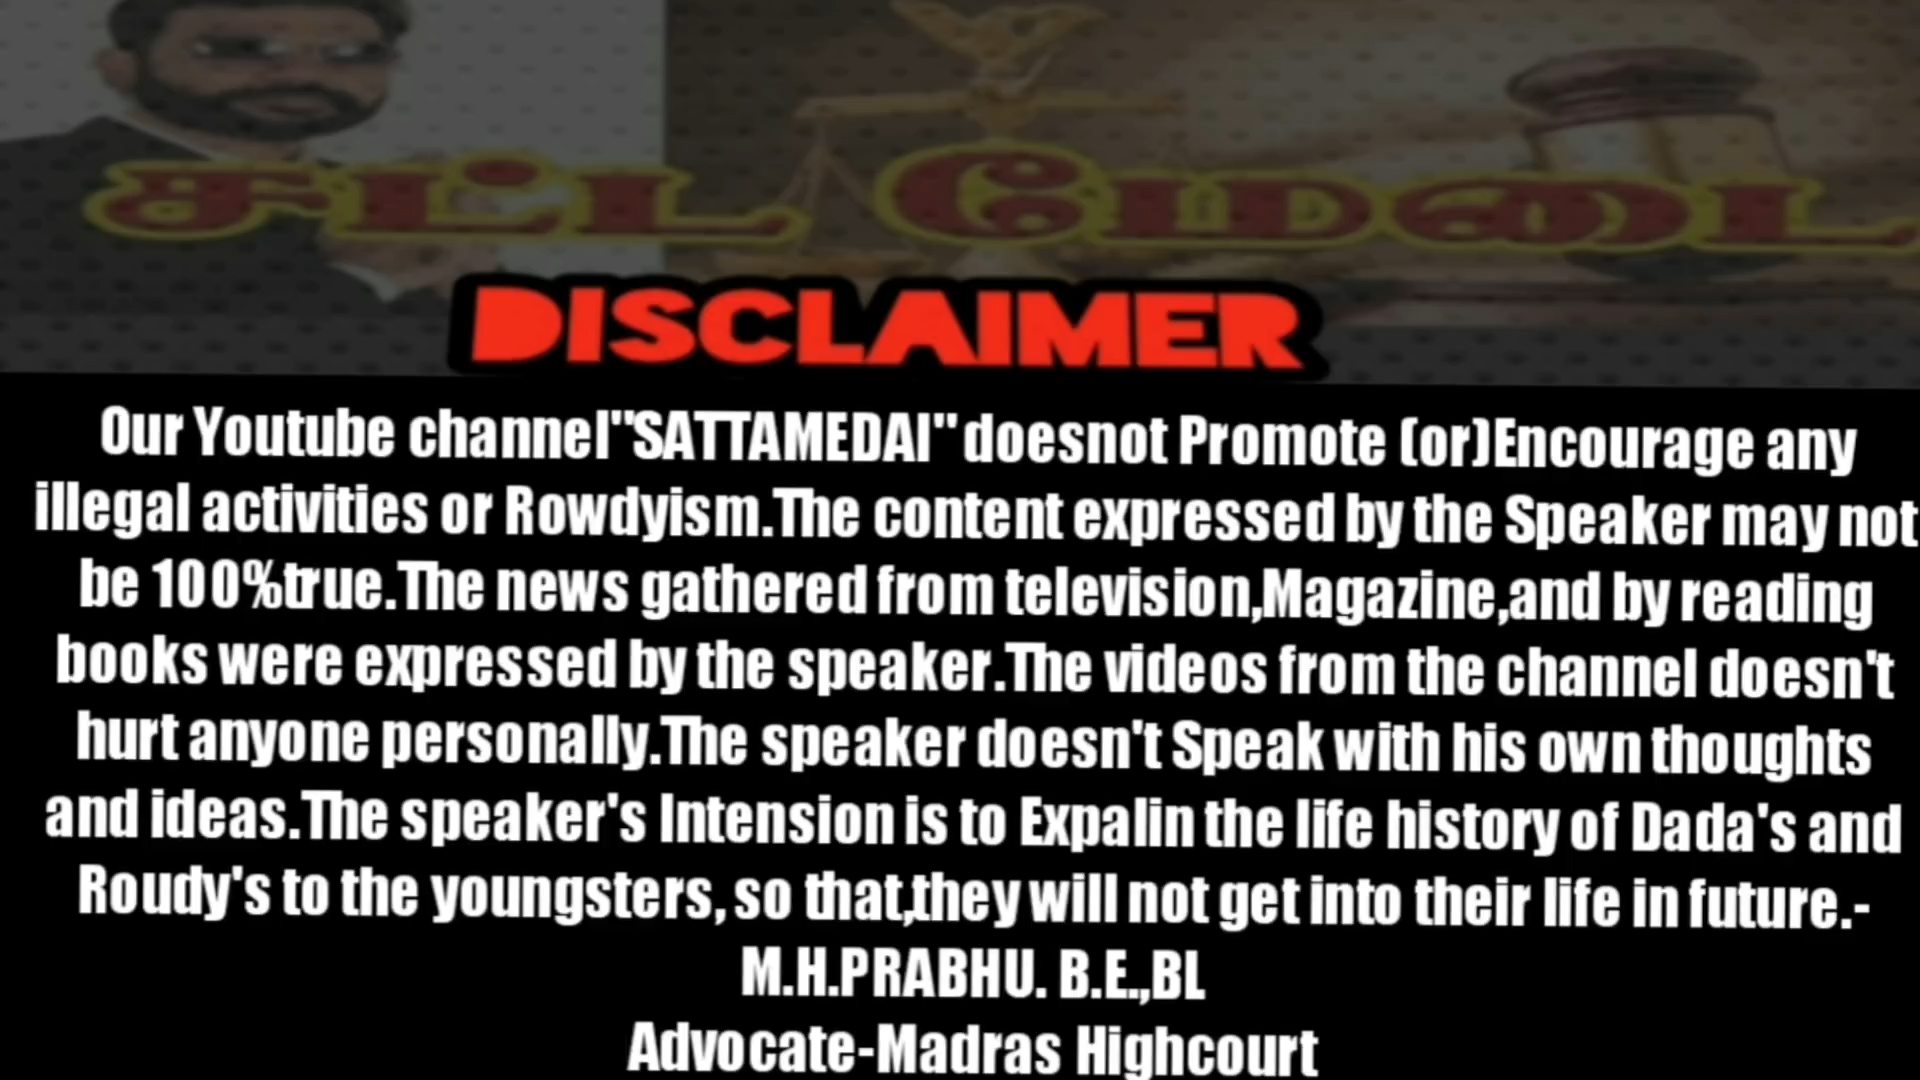 சட்ட மேடை
DISCLAIMER
Our Youtube channel"SATTAMEDAI"doesnot Promote (or)Encourage any
illegal activities or Rowdyism.The content expressed by the Speaker may not
be 100%true.The news gathered from television,Magazine,and by reading
books were expressed by the speaker.The videos from the channel doesn't
hurt anyone personally.The speaker doesn't Speak with his own thoughts
and ideas.The speaker's Intension is to Expalin the life history of Dada's and
Roudy's to the youngsters, so that,they will not get into their life in future.-
M.H.PRABHU. B.E.,BL
Advocate-Madras Highcourt